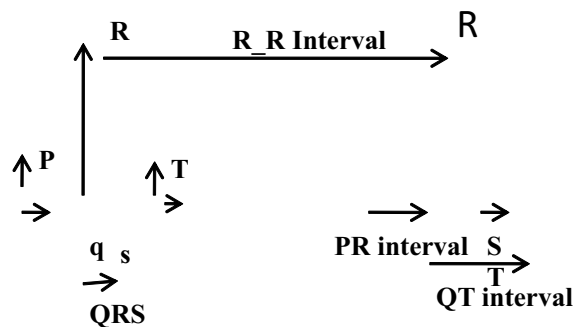 R
R_R Interval
R
P
T
q s
PR interval
S
T
QRS
QT interval